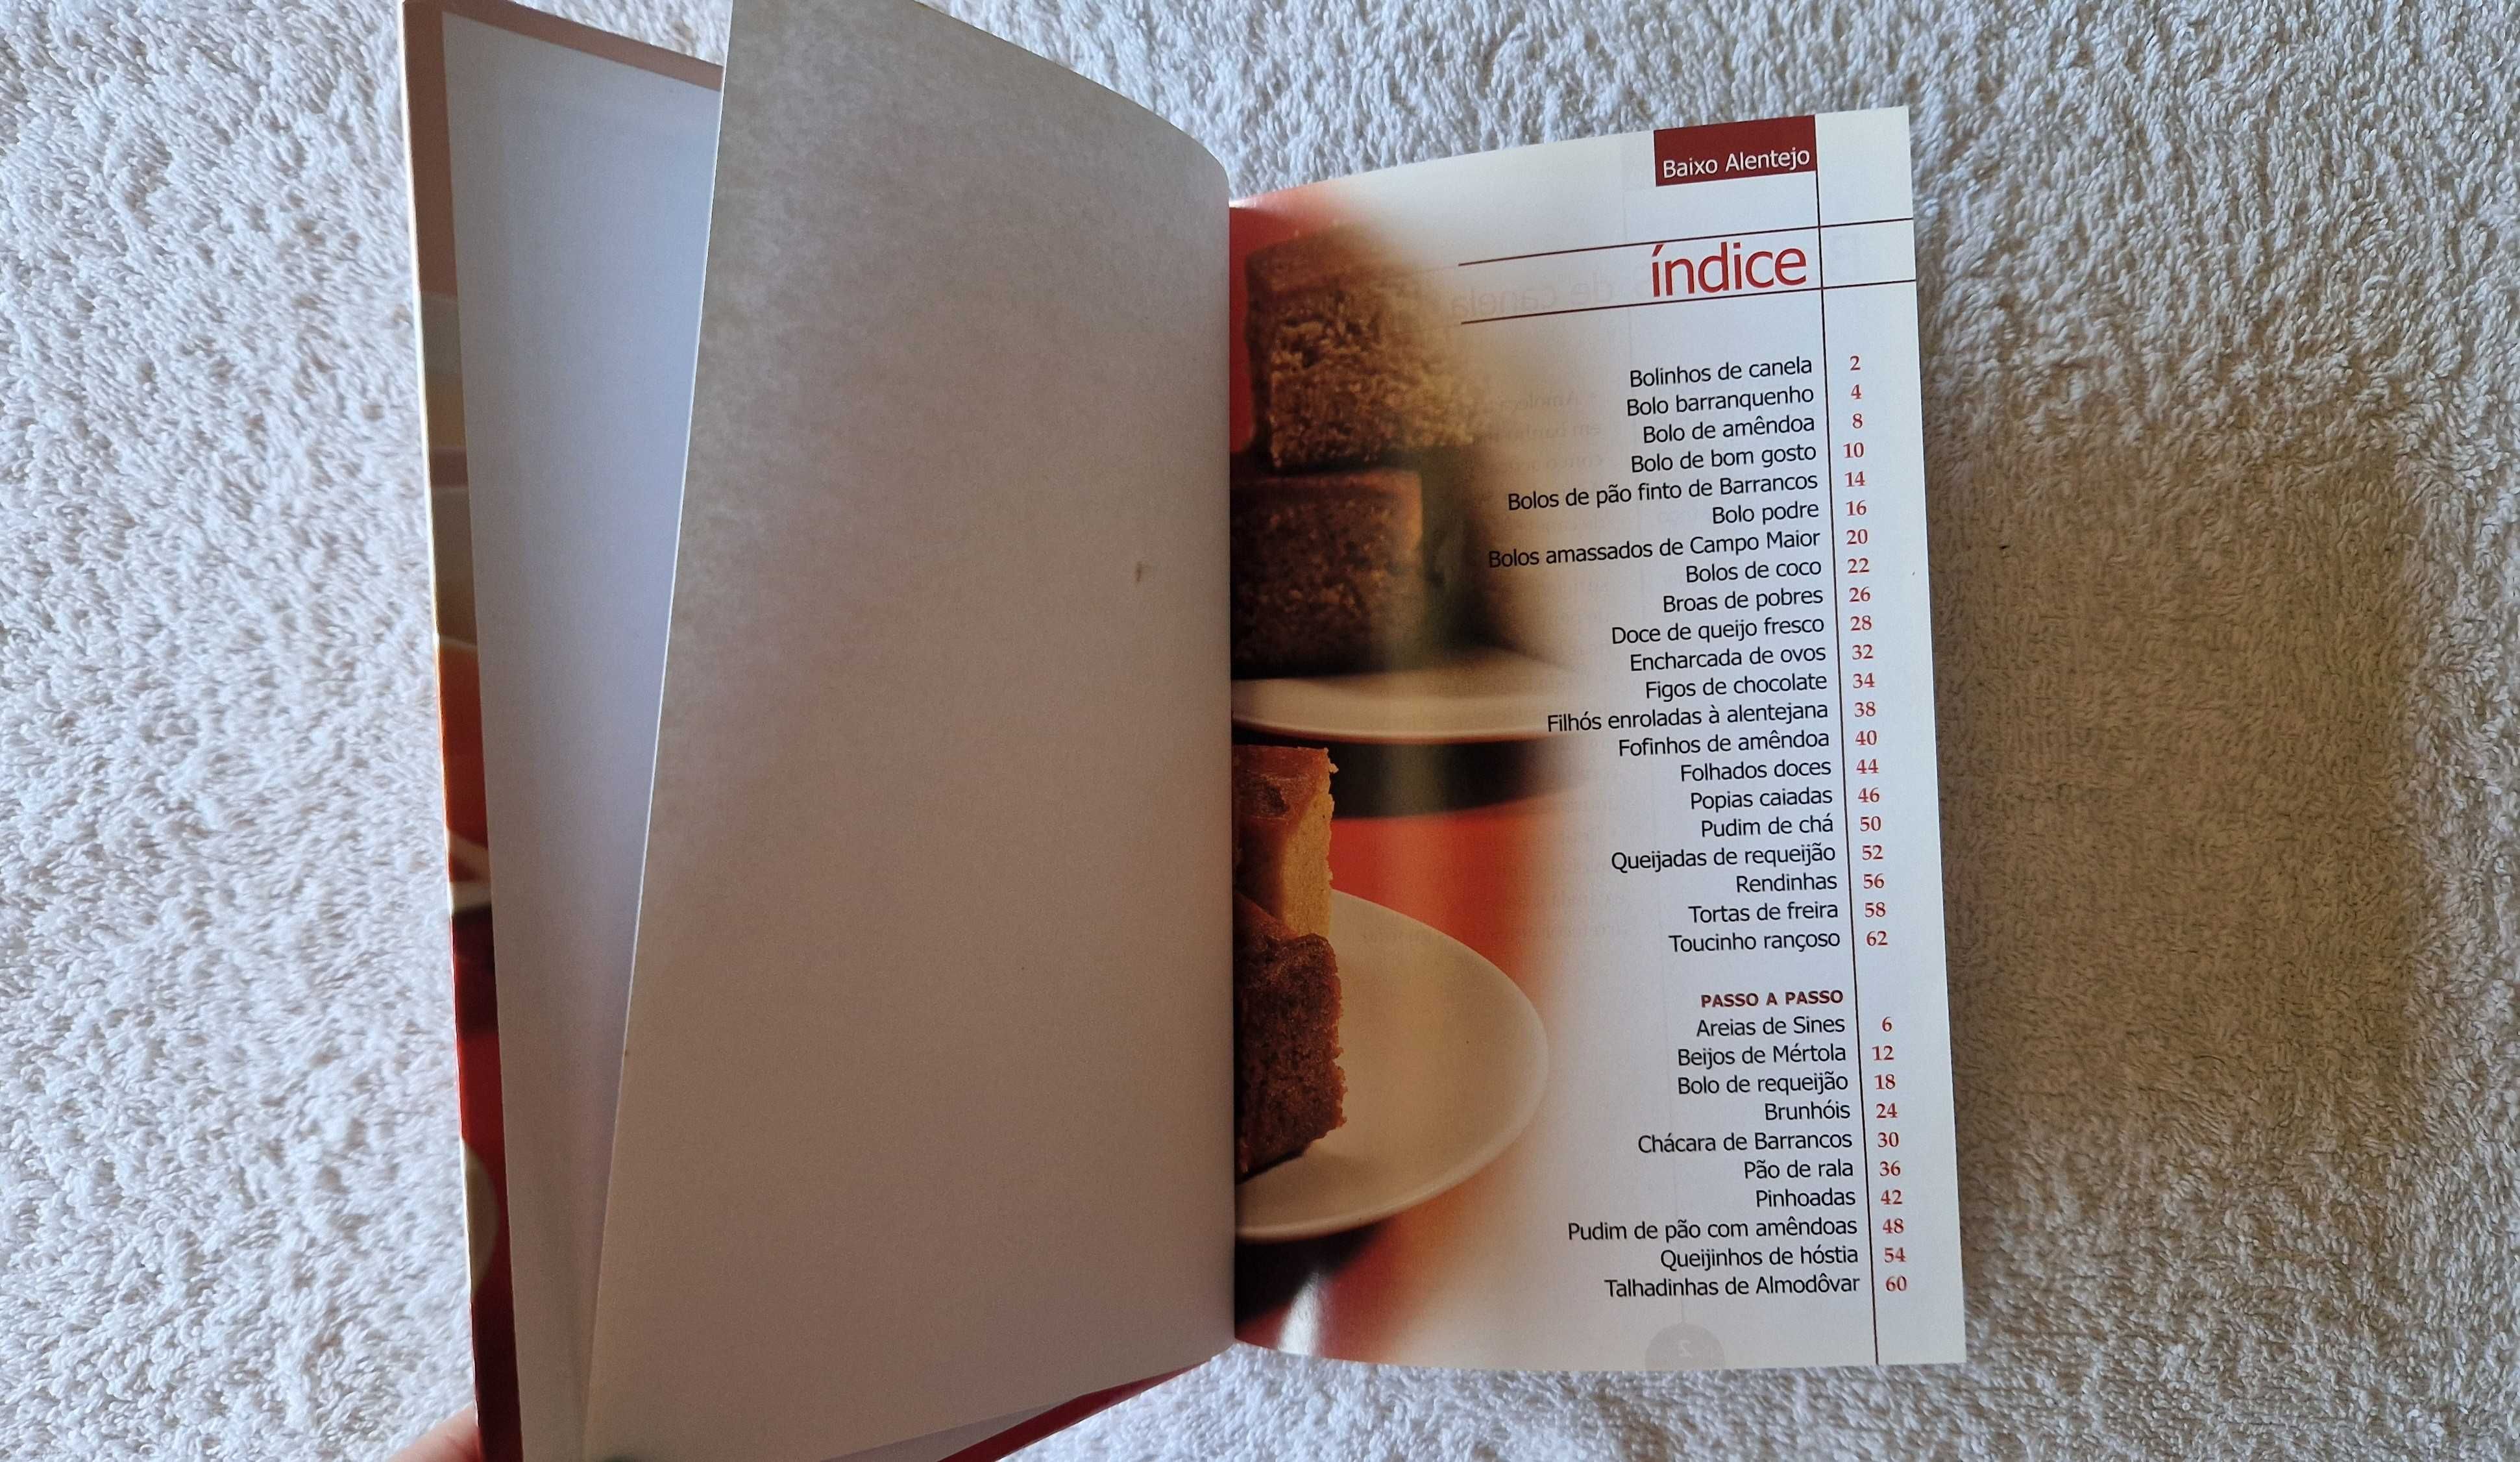 Baixo Alentejo
índice
Bolinhos de canela 2
Bolo barranquenho 4
Bolo de amêndoa 8
Bolo de bom gosto 10
Bolos de pão finto de Barrancos 14
Bolo podre 16
Bolos amassados de Campo Maior 20
Bolos de coco 22
Broas de pobres 26
Doce de queijo fresco 28
Encharcada de ovos 32
Figos de chocolate 34
Filhós enroladas à alentejana 38
Fofinhos de amêndoa 40
Folhados doces 44
Popias caiadas 46
Pudim de chá 50
Queijadas de requeijão 52
Rendinhas 56
Tortas de freira 58
Toucinho rançoso 62
PASSO A PASSO
Areias de Sines 6
Beijos de Mértola 12
Bolo de requeijão 18
Brunhóis 24
Chácara de Barrancos 30
Pão de rala 36
Pinhoadas 42
Pudim de pão com amêndoas 48
Queijinhos de hóstia 54
Talhadinhas de Almodôvar 60